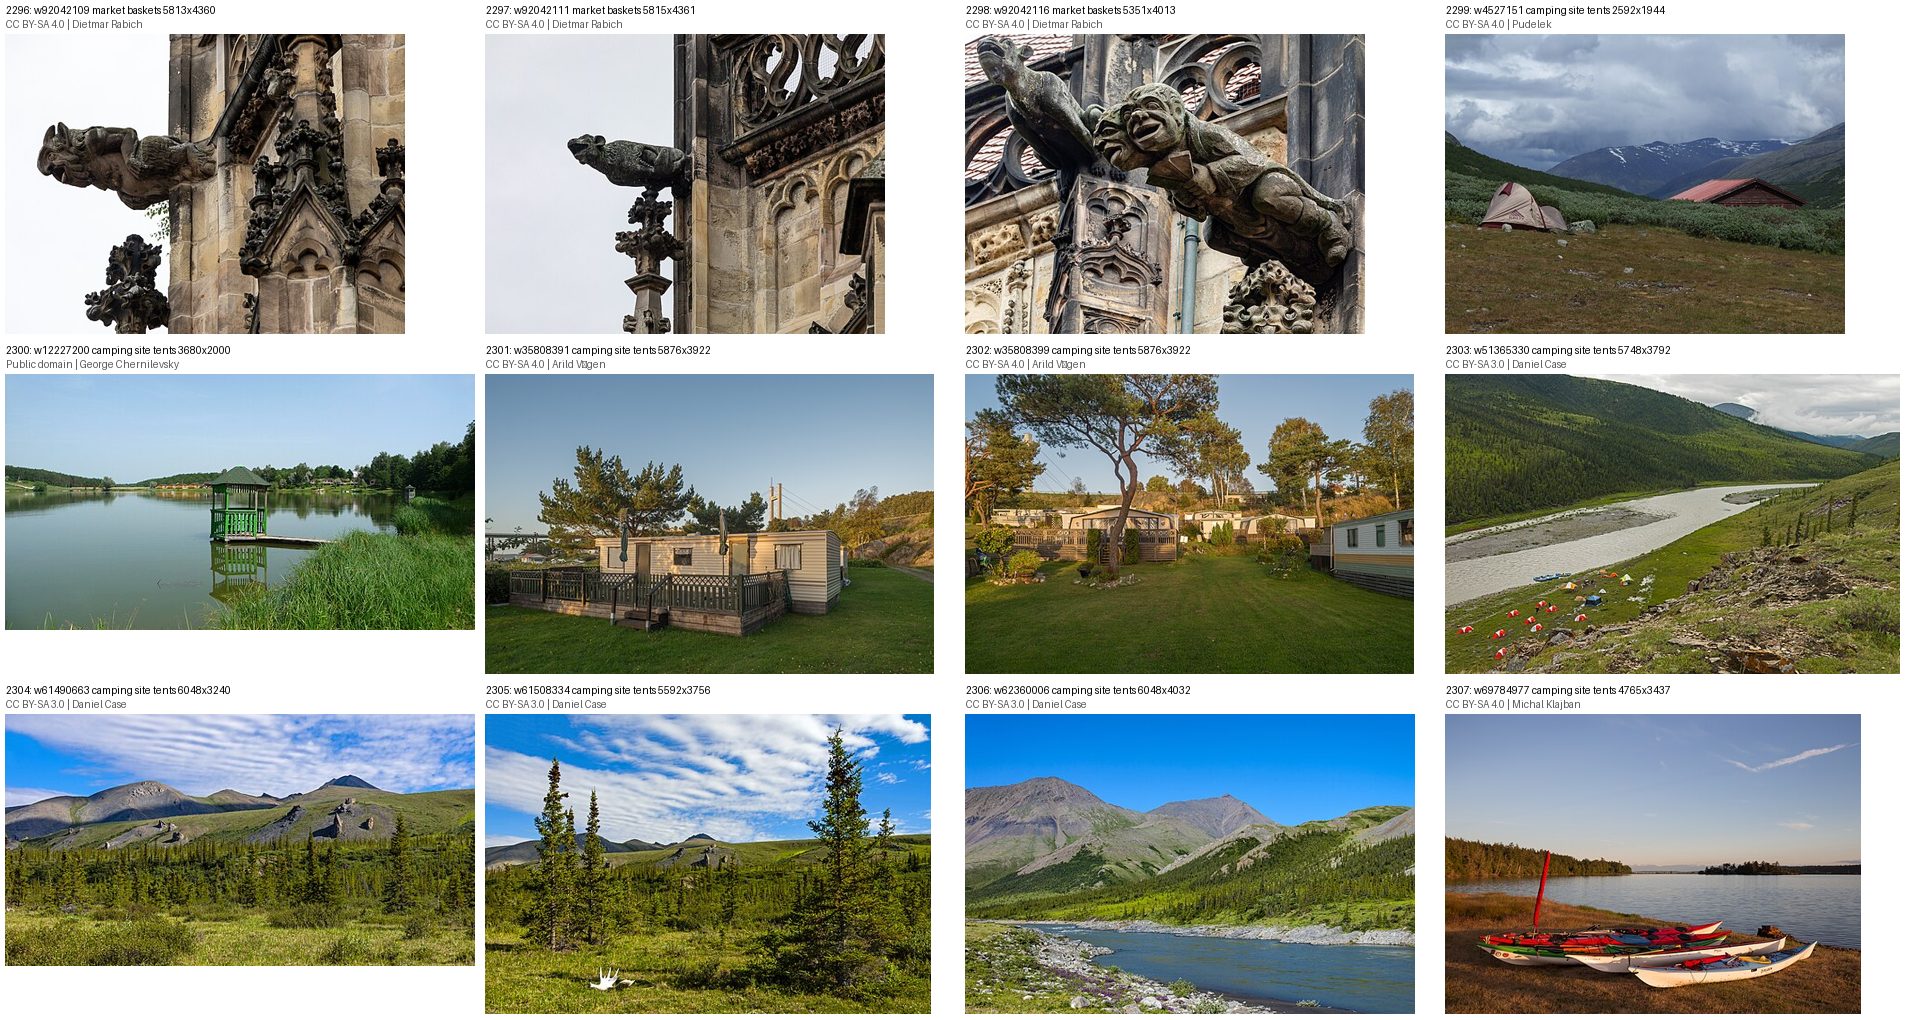 2296: w92042109 market baskets 5813x4360
CC BY-SA 4.0 | Dietmar Rabich
2297: w92042111 market baskets 5815x4361
CC BY-SA 4.0 | Dietmar Rabich
2298: w92042116 market baskets 5351x4013
CC BY-SA 4.0 | Dietmar Rabich
2299: w4527151 camping site tents 2592x1944
CC BY-SA 4.0 | Pudelek
2300: w12227200 camping site tents 3680x2000
Public domain | George Chernilevsky
2301: w35808391 camping site tents 5876x3922
CC BY-SA 4.0 | Arild V▯gen
2302: w35808399 camping site tents 5876x3922
CC BY-SA 4.0 | Arild V▯gen
2303: w51365330 camping site tents 5748x3792
CC BY-SA 3.0 | Daniel Case
2304: w61490663 camping site tents 6048x3240
CC BY-SA 3.0 | Daniel Case
2305: w61508334 camping site tents 5592x3756
CC BY-SA 3.0 | Daniel Case
2306: w62360006 camping site tents 6048x4032
CC BY-SA 3.0 | Daniel Case
2307: w69784977 camping site tents 4765x3437
CC BY-SA 4.0 | Michal Klajban